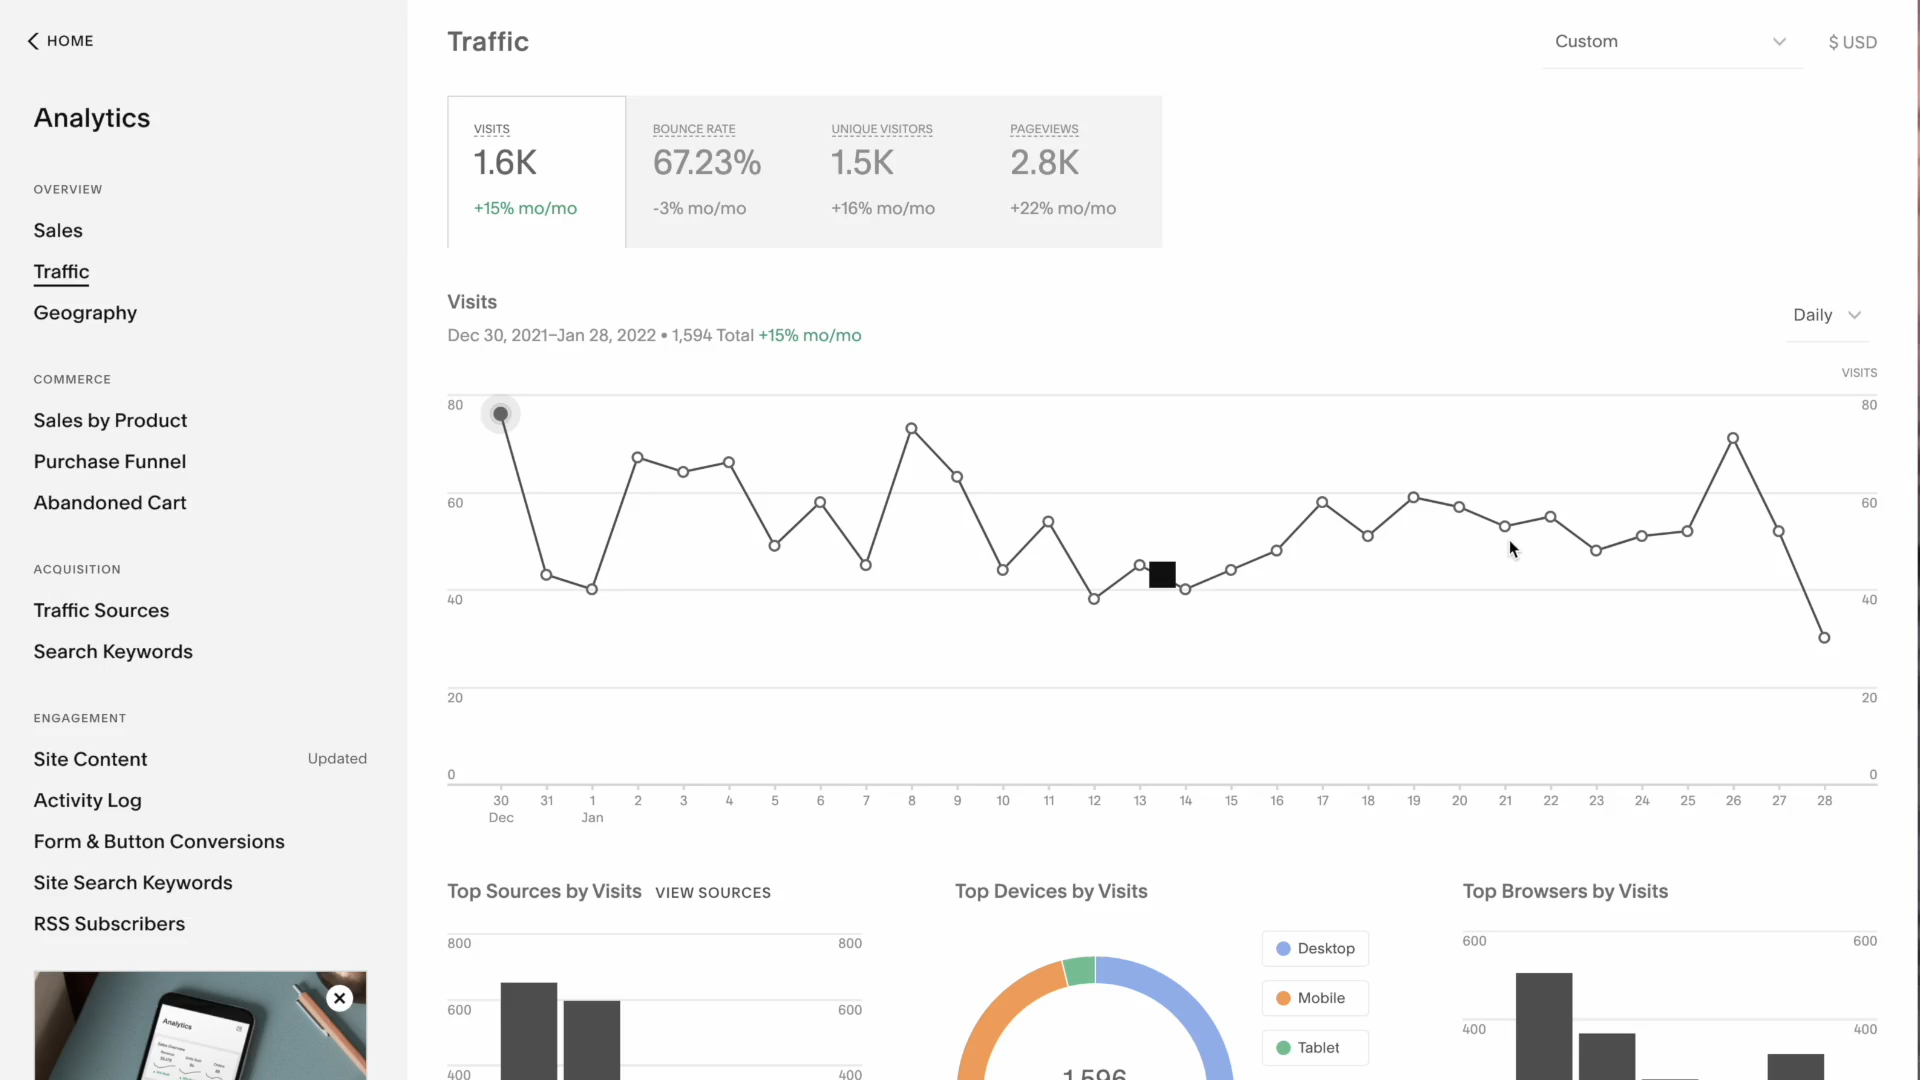 HOME
Analytics
OVERVIEW
Sales
Traffic
Geography
COMMERCE
Sales by Product
Purchase Funnel
Abandoned Cart
ACQUISITION
Traffic Sources
Search Keywords
ENGAGEMENT
Site Content Updated
Activity Log
Form & Button Conversions
Site Search Keywords
RSS Subscribers
Analytics
Traffic
Custom
$ USD
VISITS BOUNCE RATE UNIQUE VISITORS PAGEVIEWS
1.6K 67.23% 1.5K 2.8K
+15% mo/mo -3% mo/mo +16% mo/mo +22% mo/mo
Visits
Dec 30, 2021–Jan 28, 2022 • 1,594 Total +15% mo/mo
Daily
VISITS
80 80
60 60
40 40
20 20
0 0
30 31 1 2 3 4 5 6 7 8 9 10 11 12 13 14 15 16 17 18 19 20 21 22 23 24 25 26 27 28
Dec Jan
Top Sources by Visits VIEW SOURCES
800 800
600 600
400 400
Top Devices by Visits
Desktop
Mobile
Tablet
1,596
Top Browsers by Visits
600 600
400 400